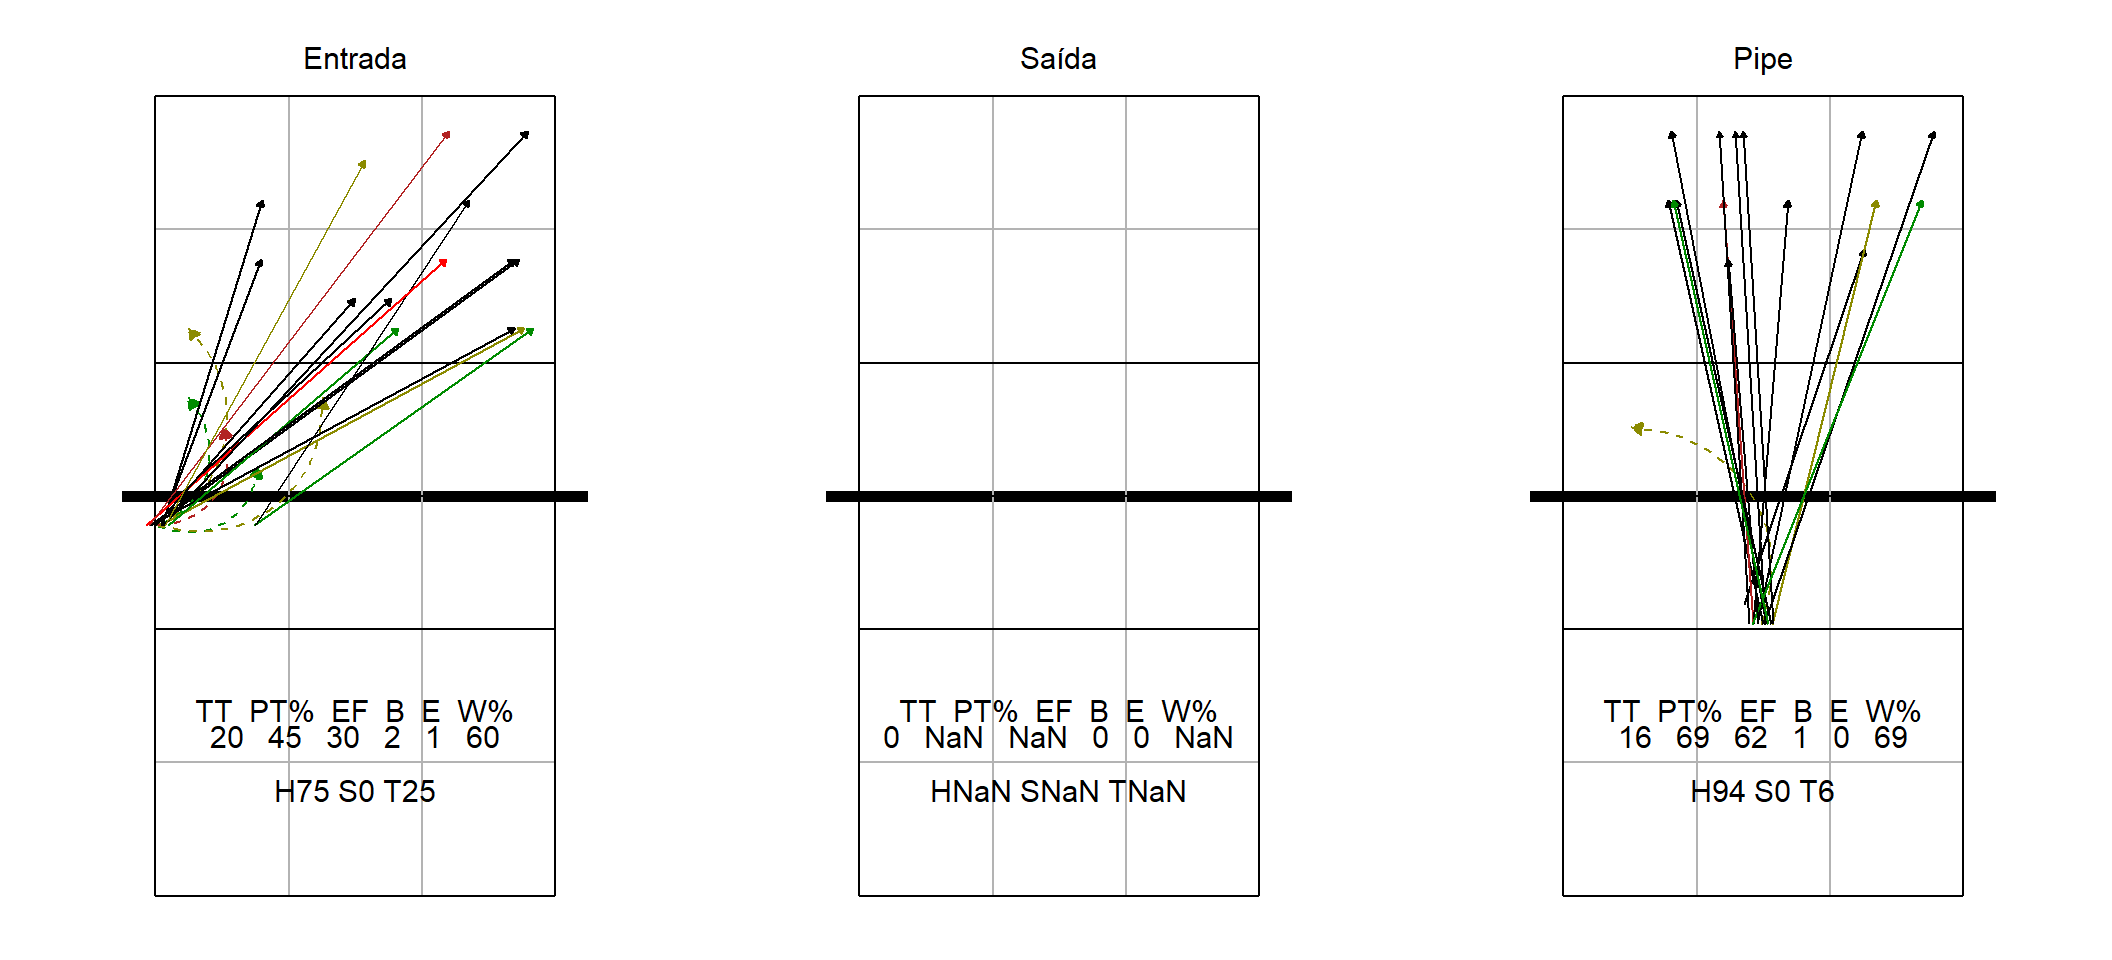 Entrada
TT PT% EF B E W%
20 45 30 2 1 60
H75 S0 T25
Saída
TT PT% EF B E W%
0 NaN NaN 0 0 NaN
HNaN SNaN TNaN
Pipe
TT PT% EF B E W%
16 69 62 1 0 69
H94 S0 T6